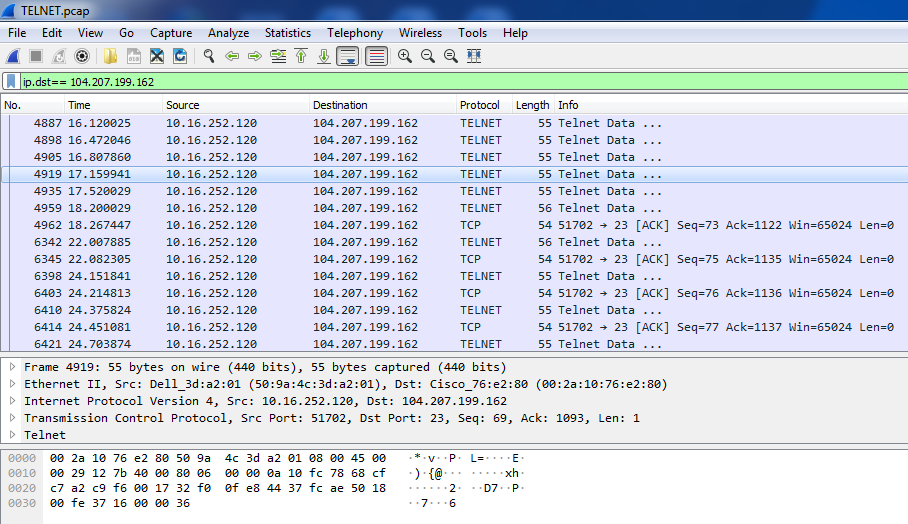 TELNET.pcap
File Edit View Go Capture Analyze Statistics Telephony Wireless Tools Help
ip.dst== 104.207.199.162
No. Time Source Destination Protocol Length Info
4887 16.120025 10.16.252.120 104.207.199.162 TELNET 55 Telnet Data ...
4898 16.472046 10.16.252.120 104.207.199.162 TELNET 55 Telnet Data ...
4905 16.807860 10.16.252.120 104.207.199.162 TELNET 55 Telnet Data ...
4919 17.159941 10.16.252.120 104.207.199.162 TELNET 55 Telnet Data ...
4935 17.520029 10.16.252.120 104.207.199.162 TELNET 55 Telnet Data ...
4959 18.200029 10.16.252.120 104.207.199.162 TELNET 56 Telnet Data ...
4962 18.267447 10.16.252.120 104.207.199.162 TCP 54 51702 → 23 [ACK] Seq=73 Ack=1122 Win=65024 Len=0
6342 22.007885 10.16.252.120 104.207.199.162 TELNET 56 Telnet Data ...
6345 22.082305 10.16.252.120 104.207.199.162 TCP 54 51702 → 23 [ACK] Seq=75 Ack=1135 Win=65024 Len=0
6398 24.151841 10.16.252.120 104.207.199.162 TELNET 55 Telnet Data ...
6403 24.214813 10.16.252.120 104.207.199.162 TCP 54 51702 → 23 [ACK] Seq=76 Ack=1136 Win=65024 Len=0
6410 24.375824 10.16.252.120 104.207.199.162 TELNET 55 Telnet Data ...
6414 24.451081 10.16.252.120 104.207.199.162 TCP 54 51702 → 23 [ACK] Seq=77 Ack=1137 Win=65024 Len=0
6421 24.703874 10.16.252.120 104.207.199.162 TELNET 55 Telnet Data ...
Frame 4919: 55 bytes on wire (440 bits), 55 bytes captured (440 bits)
Ethernet II, Src: Dell_3d:a2:01 (50:9a:4c:3d:a2:01), Dst: Cisco_76:e2:80 (00:2a:10:76:e2:80)
Internet Protocol Version 4, Src: 10.16.252.120, Dst: 104.207.199.162
Transmission Control Protocol, Src Port: 51702, Dst Port: 23, Seq: 69, Ack: 1093, Len: 1
Telnet
0000 00 2a 10 76 e2 80 50 9a 4c 3d a2 01 08 00 45 00 ·*·v··P· L=····E·
0010 00 29 12 7b 40 00 80 06 00 00 0a 10 fc 78 68 cf ·)·{@··· ·····xh·
0020 c7 a2 c9 f6 00 17 32 f0 0f e8 44 37 fc ae 50 18 ······2· ··D7··P·
0030 00 fe 37 16 00 00 36 ··7···6